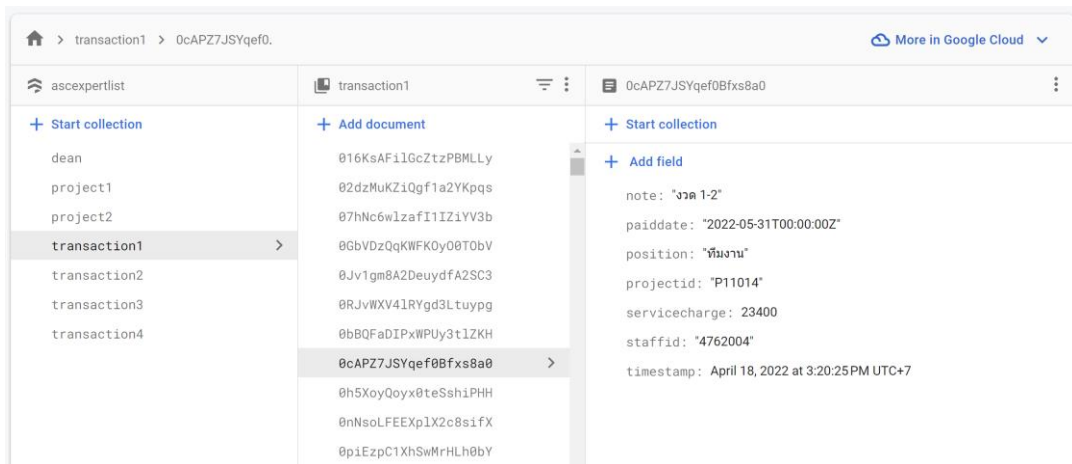 transaction1 > 0cAPZ7JSYqef0.
More in Google Cloud
ascexpertlist
+ Start collection
dean
project1
project2
transaction1
transaction2
transaction3
transaction4
transaction1
+ Add document
016KsAFilGcZtzPBMLLy
02dzMuKZiQgf1a2YKpqs
07hNc6wlzafI1IZiYV3b
0GbVDzQqKWFKOyO0TObV
0Jv1gm8A2DeuydfA2SC3
0RJvWXV4lRYgd3Ltuypg
0bBQFaDIPxWPUy3tlZKH
0cAPZ7JSYqef0Bfxs8a0
0h5XoyQoyx0teSshiPHH
0nNsoLFEEXplX2c8sifX
0piEzpC1XhSwMrHLh0bY
0cAPZ7JSYqef0Bfxs8a0
+ Start collection
+ Add field
note: "งวด 1-2"
paiddate: "2022-05-31T00:00:00Z"
position: "ทีมงาน"
projectid: "P11014"
servicecharge: 23400
staffid: "4762004"
timestamp: April 18, 2022 at 3:20:25 PM UTC+7